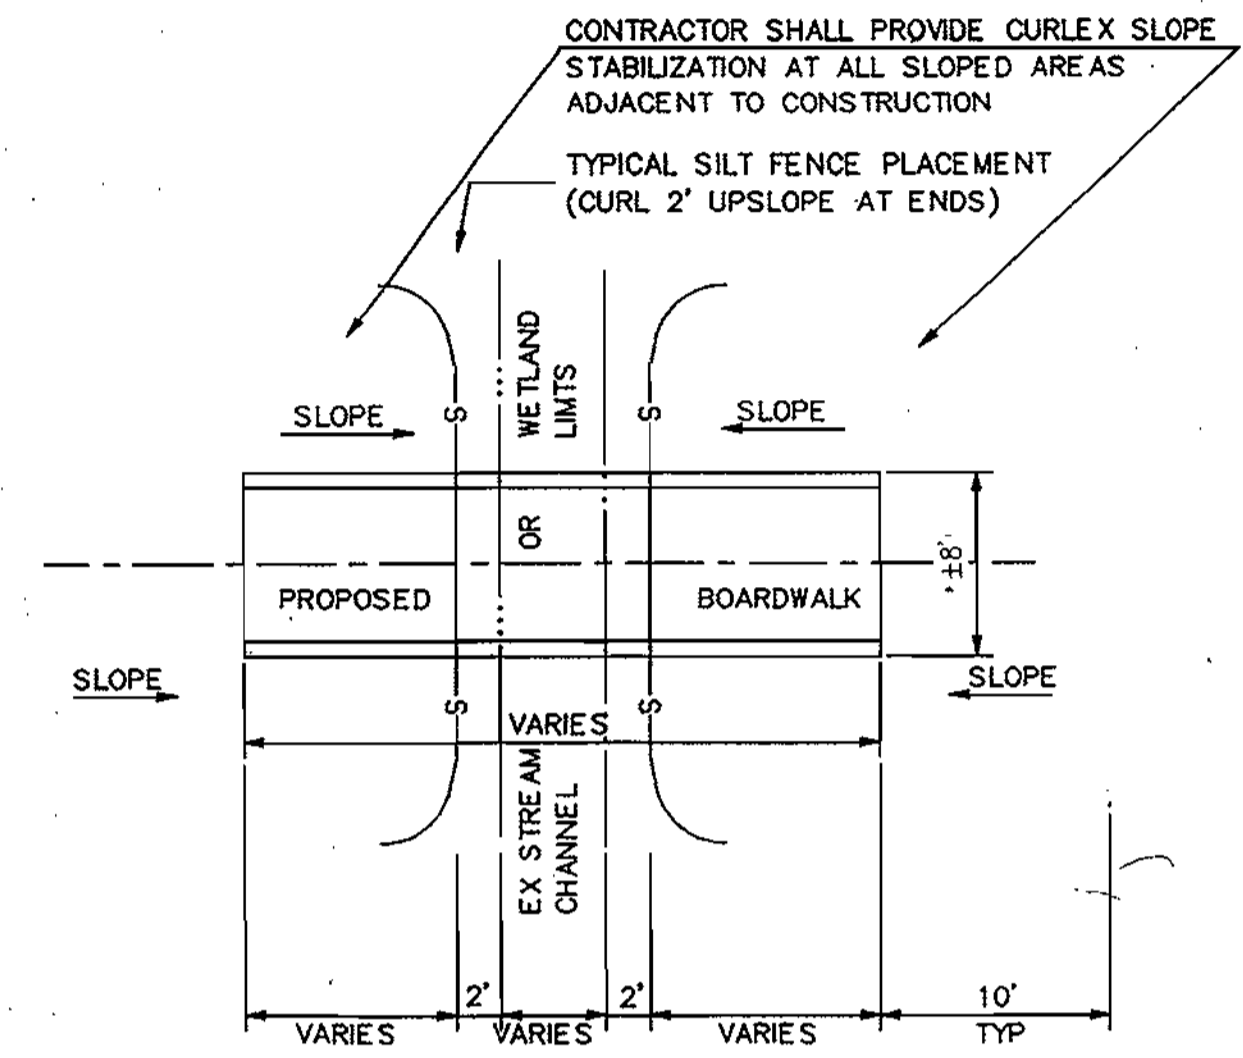 CONTRACTOR SHALL PROVIDE CURLEX SLOPE
STABILIZATION AT ALL SLOPED AREAS
ADJACENT TO CONSTRUCTION
TYPICAL SILT FENCE PLACEMENT
(CURL 2' UPSLOPE AT ENDS)
WETLAND
LIMTS
SLOPE
S
S
SLOPE
OR
±8'
PROPOSED
BOARDWALK
SLOPE
SLOPE
S
S
VARIES
EX STREAM
CHANNEL
2'
2'
10'
VARIES
VARIES
VARIES
TYP